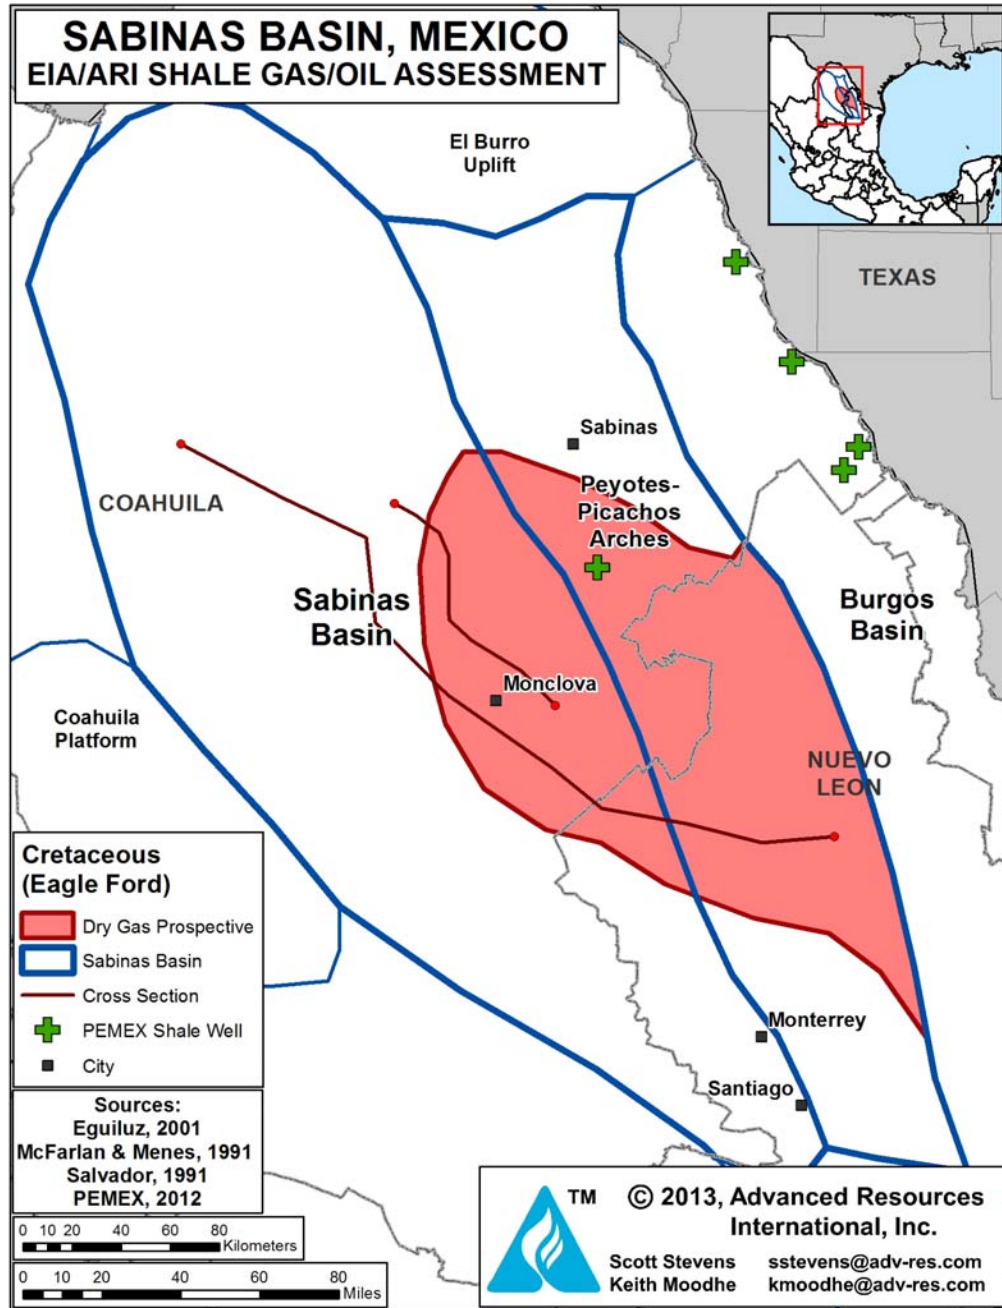 SABINAS BASIN, MEXICO
EIA/ARI SHALE GAS/OIL ASSESSMENT
El Burro
Uplift
TEXAS
Sabinas
COAHUILA
Peyotes-
Picachos
Arches
Sabinas
Basin
Burgos
Basin
Monclova
Coahuila
Platform
NUEVO
LEON
Cretaceous
(Eagle Ford)
Dry Gas Prospective
Sabinas Basin
Cross Section
PEMEX Shale Well
City
Monterrey
Santiago
Sources:
Eguiluz, 2001
McFarlan & Menes, 1991
Salvador, 1991
PEMEX, 2012
0 10 20 40 60 80
Kilometers
0 10 20 40 60 80
Miles
TM
© 2013, Advanced Resources
International, Inc.
Scott Stevens sstevens@adv-res.com
Keith Moodhe kmoodhe@adv-res.com